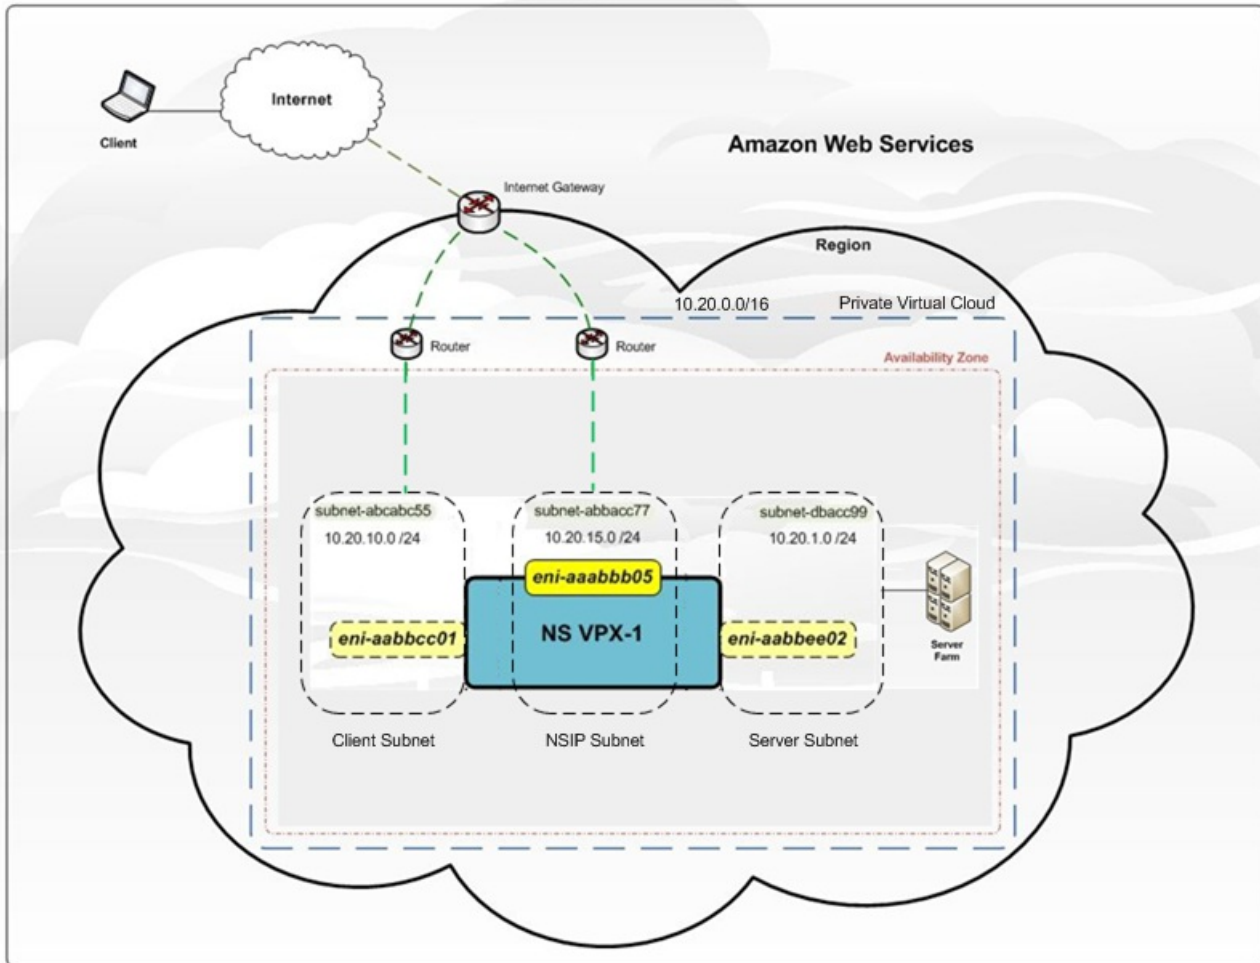 Internet
Client
Amazon Web Services
Internet Gateway
Region
10.20.0.0/16 Private Virtual Cloud
Router Router
Availability Zone
subnet-abcabc55 subnet-abbacc77 subnet-dbacc99
10.20.10.0 /24 10.20.15.0 /24 10.20.1.0 /24
eni-aaabbb05
eni-aabbcc01 NS VPX-1 eni-aabbee02
Server
Farm
Client Subnet NSIP Subnet Server Subnet